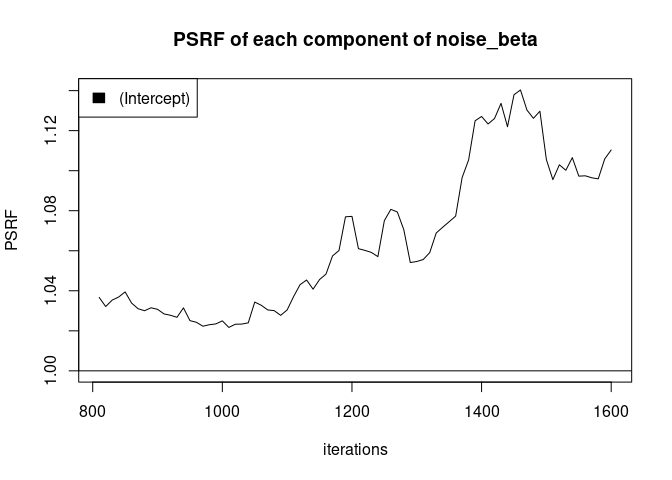 PSRF of each component of noise_beta
(Intercept)
PSRF
1.12
1.08
1.04
1.00
800 1000 1200 1400 1600
iterations